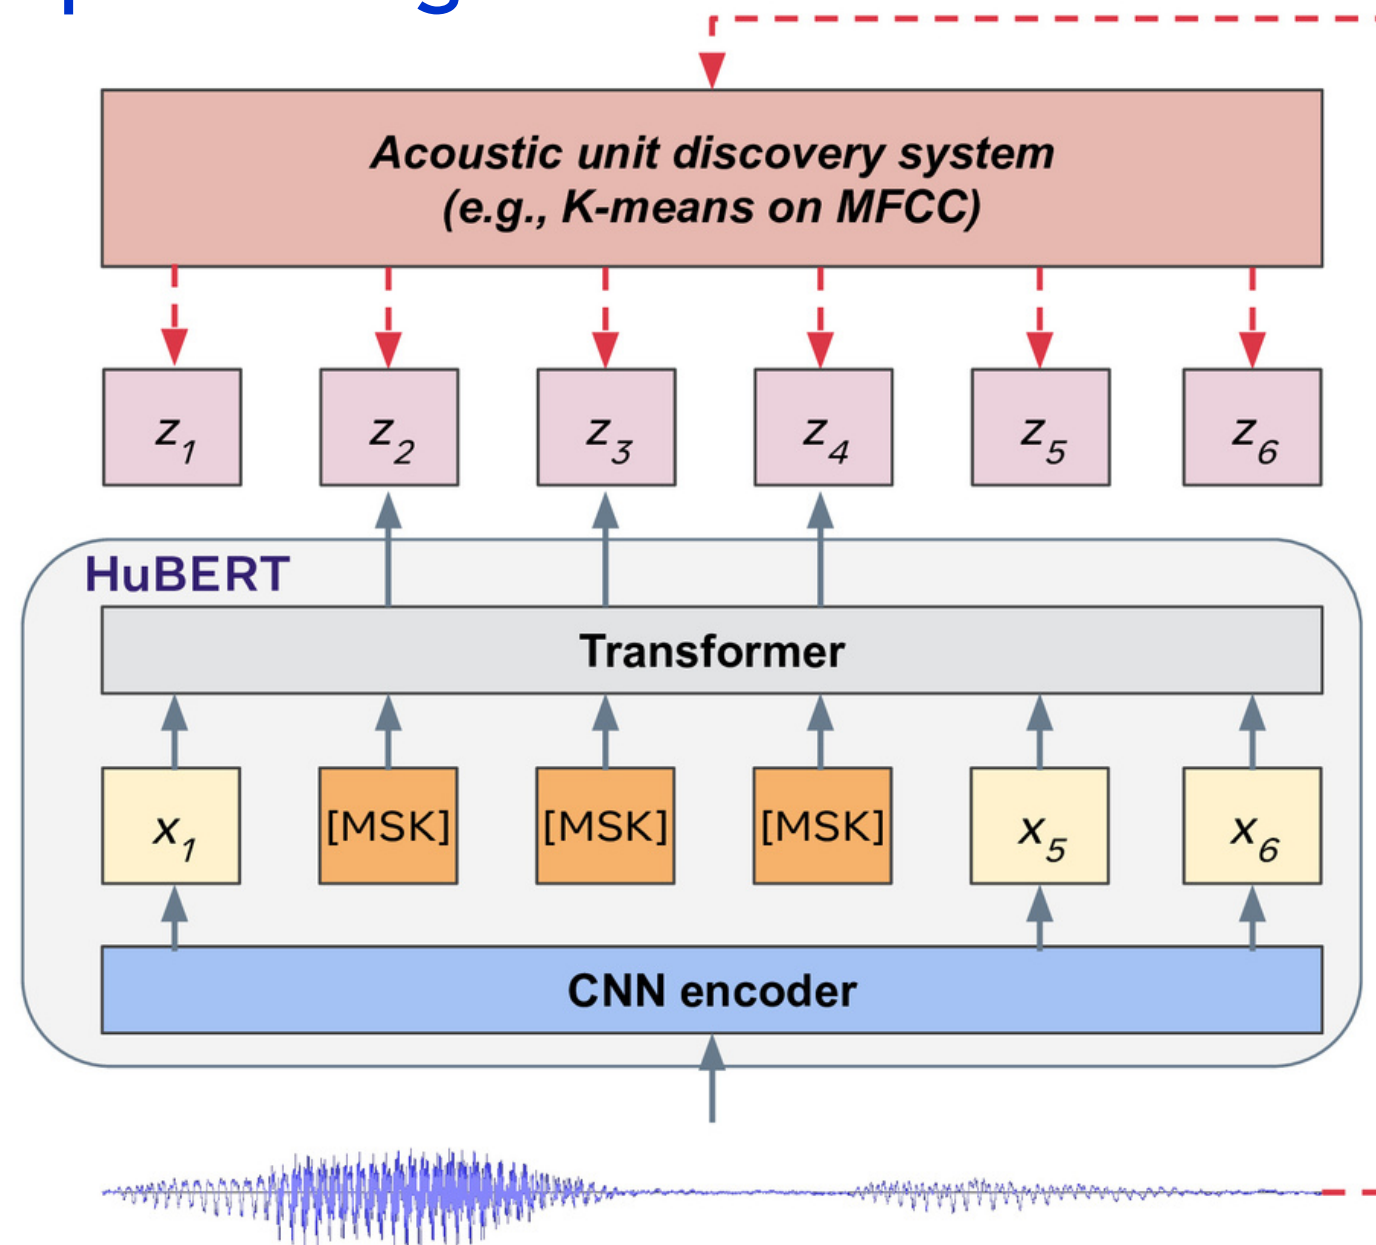 Acoustic unit discovery system
(e.g., K-means on MFCC)
z1 z2 z3 z4 z5 z6
HuBERT
Transformer
x1 [MSK] [MSK] [MSK] x5 x6
CNN encoder